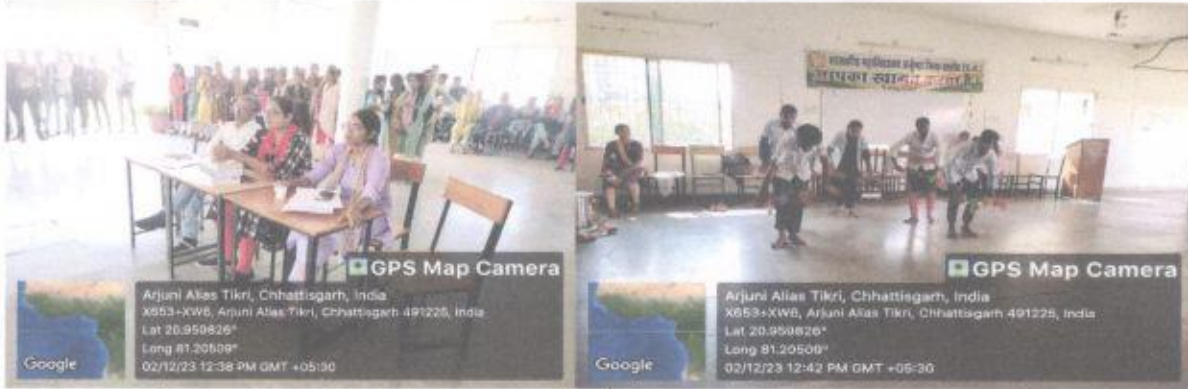 GPS Map Camera
Arjuni Alias Tikri, Chhattisgarh, India
X653+XW6, Arjuni Alias Tikri, Chhattisgarh 491225, India
Lat 20.959826°
Long 81.20509°
02/12/23 12:38 PM GMT +05:30
Google
आपका स्वागत
GPS Map Camera
Arjuni Alias Tikri, Chhattisgarh, India
X653+XW6, Arjuni Alias Tikri, Chhattisgarh 491225, India
Lat 20.959826°
Long 81.20509°
02/12/23 12:42 PM GMT +05:30
Google